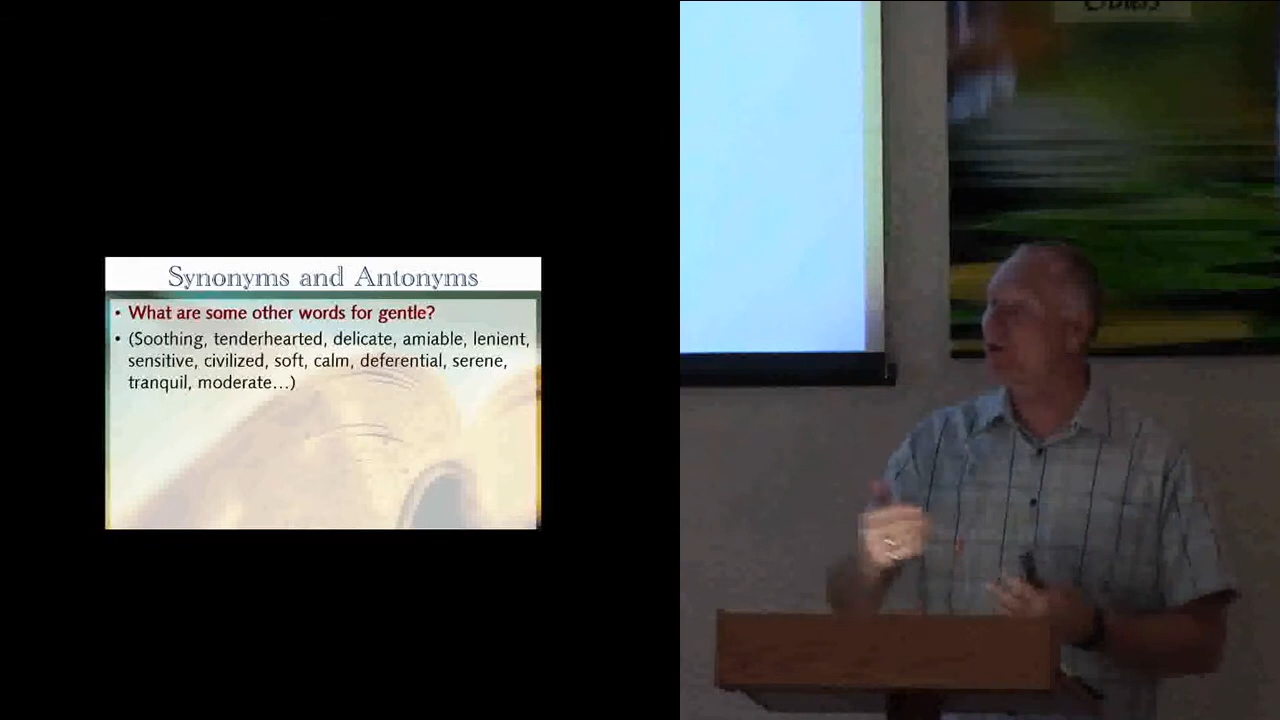 Synonyms and Antonyms
• What are some other words for gentle?
• (Soothing, tenderhearted, delicate, amiable, lenient,
sensitive, civilized, soft, calm, deferential, serene,
tranquil, moderate…)